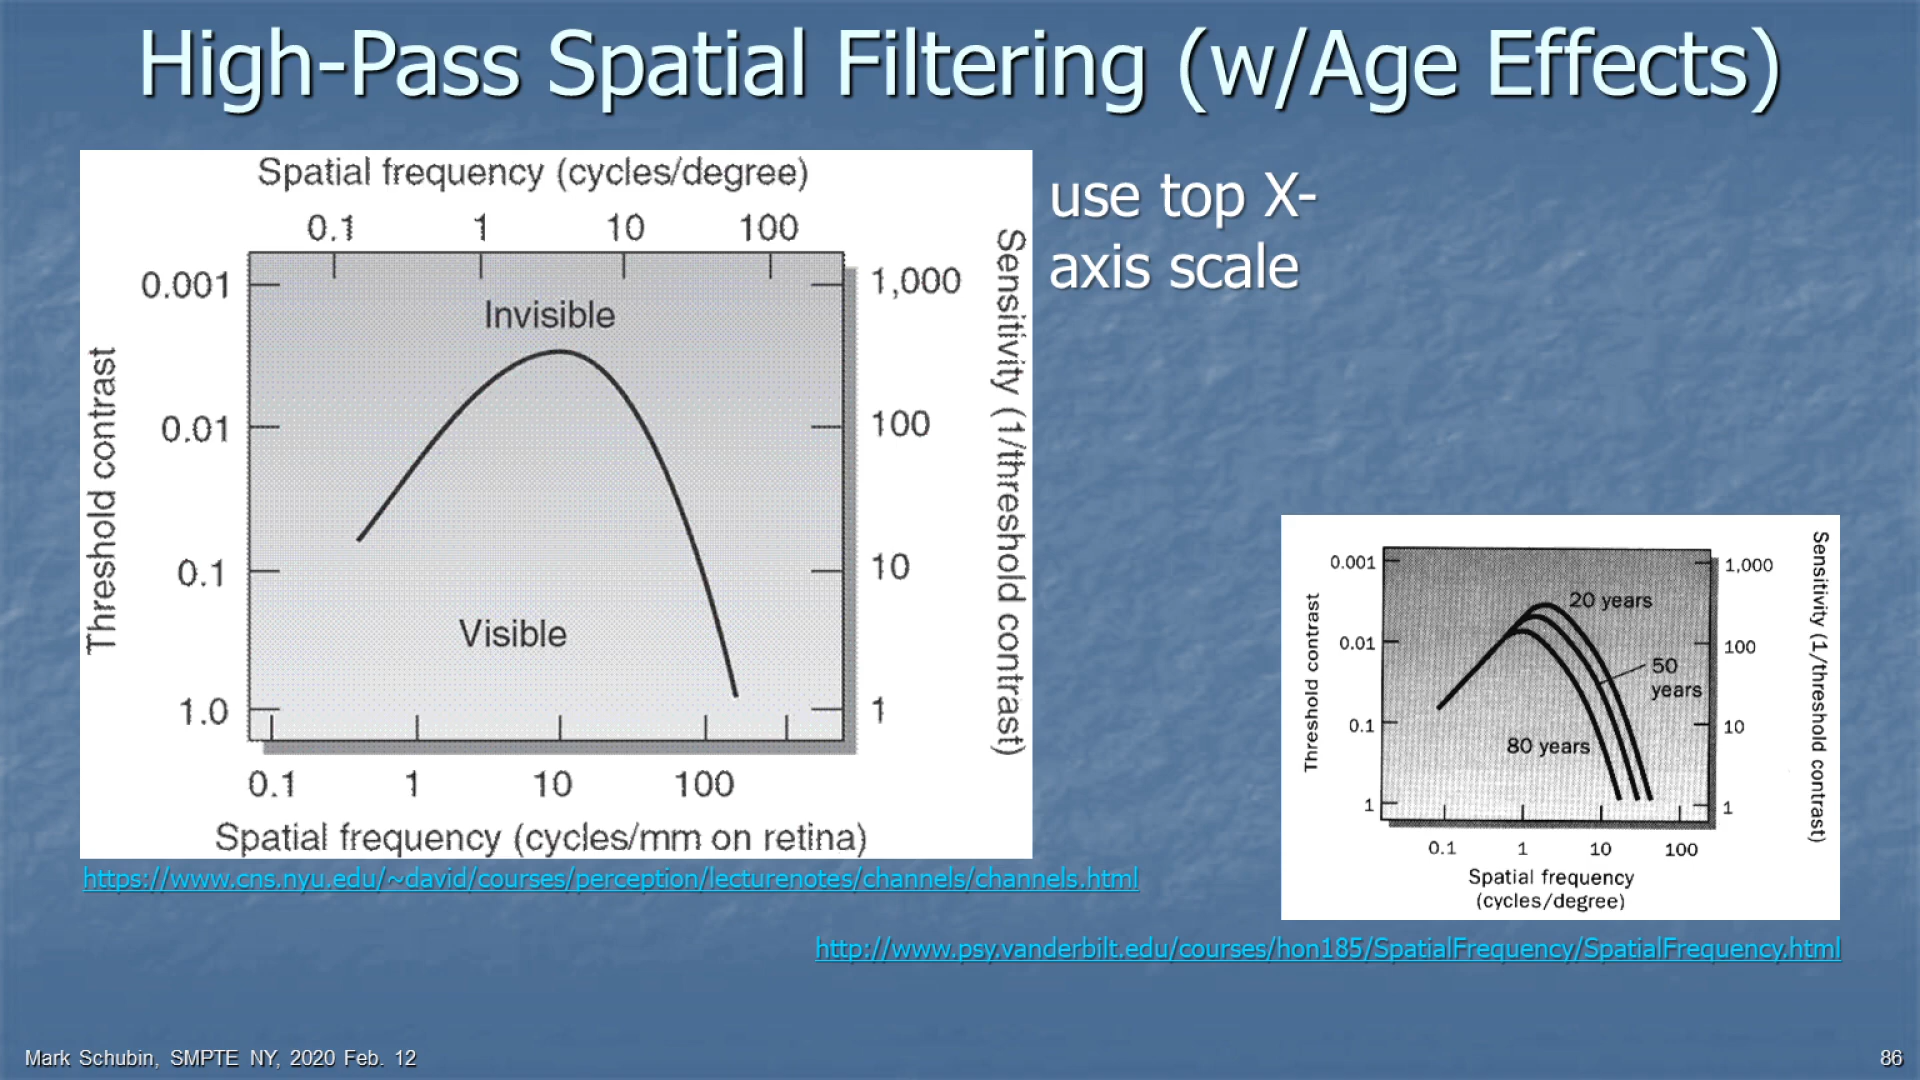 High-Pass Spatial Filtering (w/Age Effects)
Spatial frequency (cycles/degree)
0.1 1 10 100
0.001
0.01
0.1
1.0
Threshold contrast
Invisible
Visible
1,000
100
10
1
Sensitivity (1/threshold contrast)
0.1 1 10 100
Spatial frequency (cycles/mm on retina)
https://www.cns.nyu.edu/~david/courses/perception/lecturenotes/channels/channels.html
use top X-
axis scale
0.001
0.01
0.1
1
Threshold contrast
20 years
50
years
80 years
1,000
100
10
1
Sensitivity (1/threshold contrast)
0.1 1 10 100
Spatial frequency
(cycles/degree)
http://www.psy.vanderbilt.edu/courses/hon185/SpatialFrequency/SpatialFrequency.html
Mark Schubin, SMPTE NY, 2020 Feb. 12
86